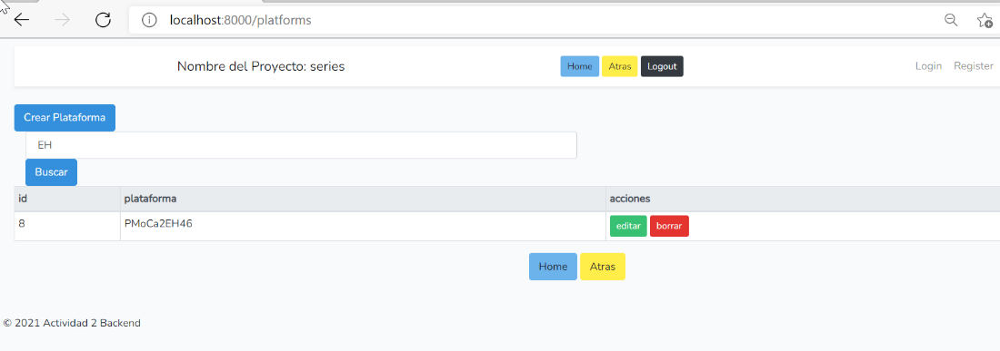 localhost:8000/platforms
Nombre del Proyecto: series Home Atras Logout Login Register
Crear Plataforma
EH
Buscar
id plataforma acciones
8 PMoCa2EH46 editar borrar
Home Atras
© 2021 Actividad 2 Backend